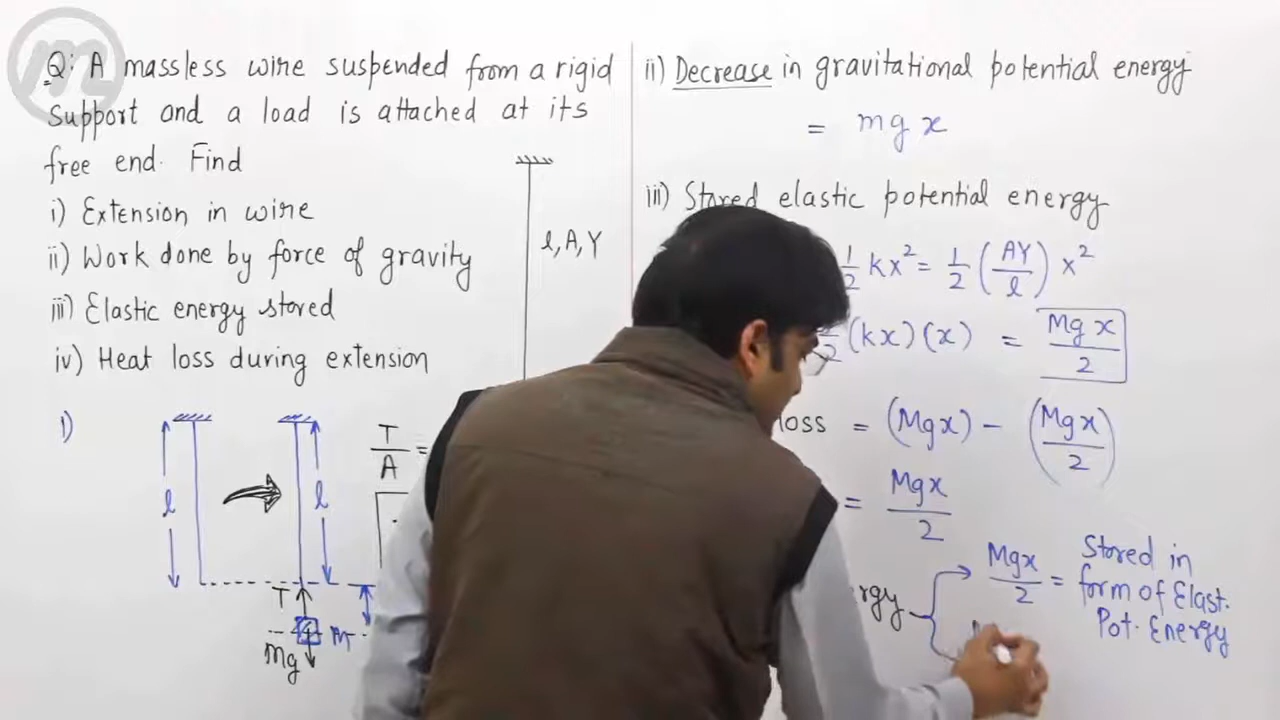 m
Q: A massless wire suspended from a rigid
support and a load is attached at its
free end. Find
i) Extension in wire
ii) Work done by force of gravity
iii) Elastic energy stored
iv) Heat loss during extension
l, A, Y
1)
l
l
T
M
mg
T/A =
ii) Decrease in gravitational potential energy
= mg x
iii) Stored elastic potential energy
1/2 kx² = 1/2 (AY/l) x²
(kx)(x) = Mgx/2
loss = (Mgx) - (Mgx/2)
= Mgx/2
Mgx/2 = Stored in
form of Elast.
Pot. Energy